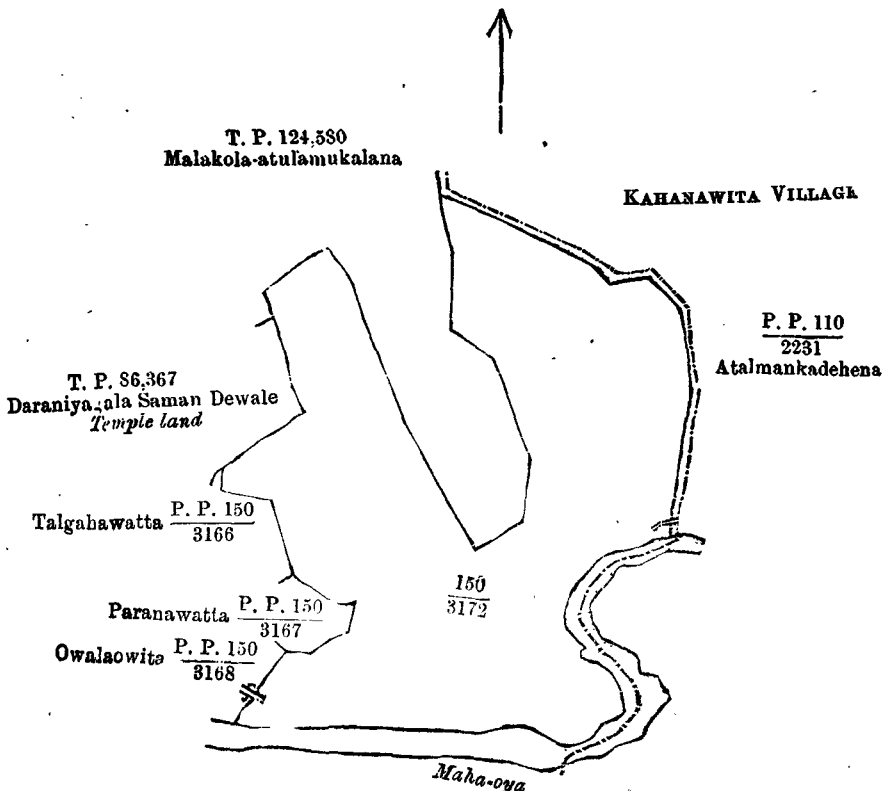 T. P. 124,580
Malakola-atulamukalana
KAHANAWITA VILLAGE
P. P. 110
2231
Atalmankadehena
T. P. 86,367
Daraniyagala Saman Dewale
Temple land
Talgahawatta P. P. 150
3166
150
3172
Paranawatta P. P. 150
3167
Owalaowita P. P. 150
3168
Maha-oya